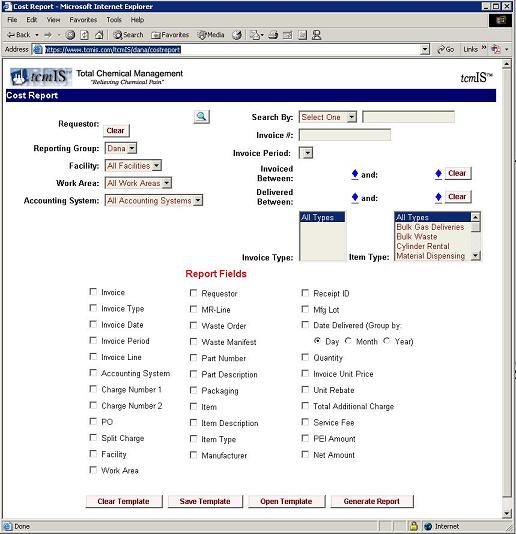 Cost Report - Microsoft Internet Explorer
File Edit View Favorites Tools Help
Back Search Favorites Media
Address https://www.tcmis.com/tcmIS/dana/costreport Go Links »
tcmIS™ Total Chemical Management tcmIS™
"Relieving Chemical Pain"
Cost Report
Requestor: Clear
Search By: Select One
Invoice #:
Reporting Group: Dana
Invoice Period:
Facility: All Facilities
Invoiced Between: and: Clear
Work Area: All Work Areas
Delivered Between: and: Clear
Accounting System: All Accounting Systems
Invoice Type: All Types
Item Type: All Types
Bulk Gas Deliveries
Bulk Waste
Cylinder Rental
Material Dispensing
Report Fields
Invoice Requestor Receipt ID
Invoice Type MR-Line Mfg Lot
Invoice Date Waste Order Date Delivered (Group by:
Invoice Period Waste Manifest Day Month Year)
Invoice Line Part Number Quantity
Accounting System Part Description Invoice Unit Price
Charge Number 1 Packaging Unit Rebate
Charge Number 2 Item Total Additional Charge
PO Item Description Service Fee
Split Charge Item Type PEI Amount
Facility Manufacturer Net Amount
Work Area
Clear Template Save Template Open Template Generate Report
Done Internet